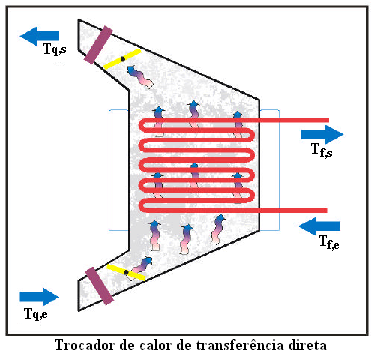 Tq,s
Tf,s
Tf,e
Tq,e
Trocador de calor de transferência direta